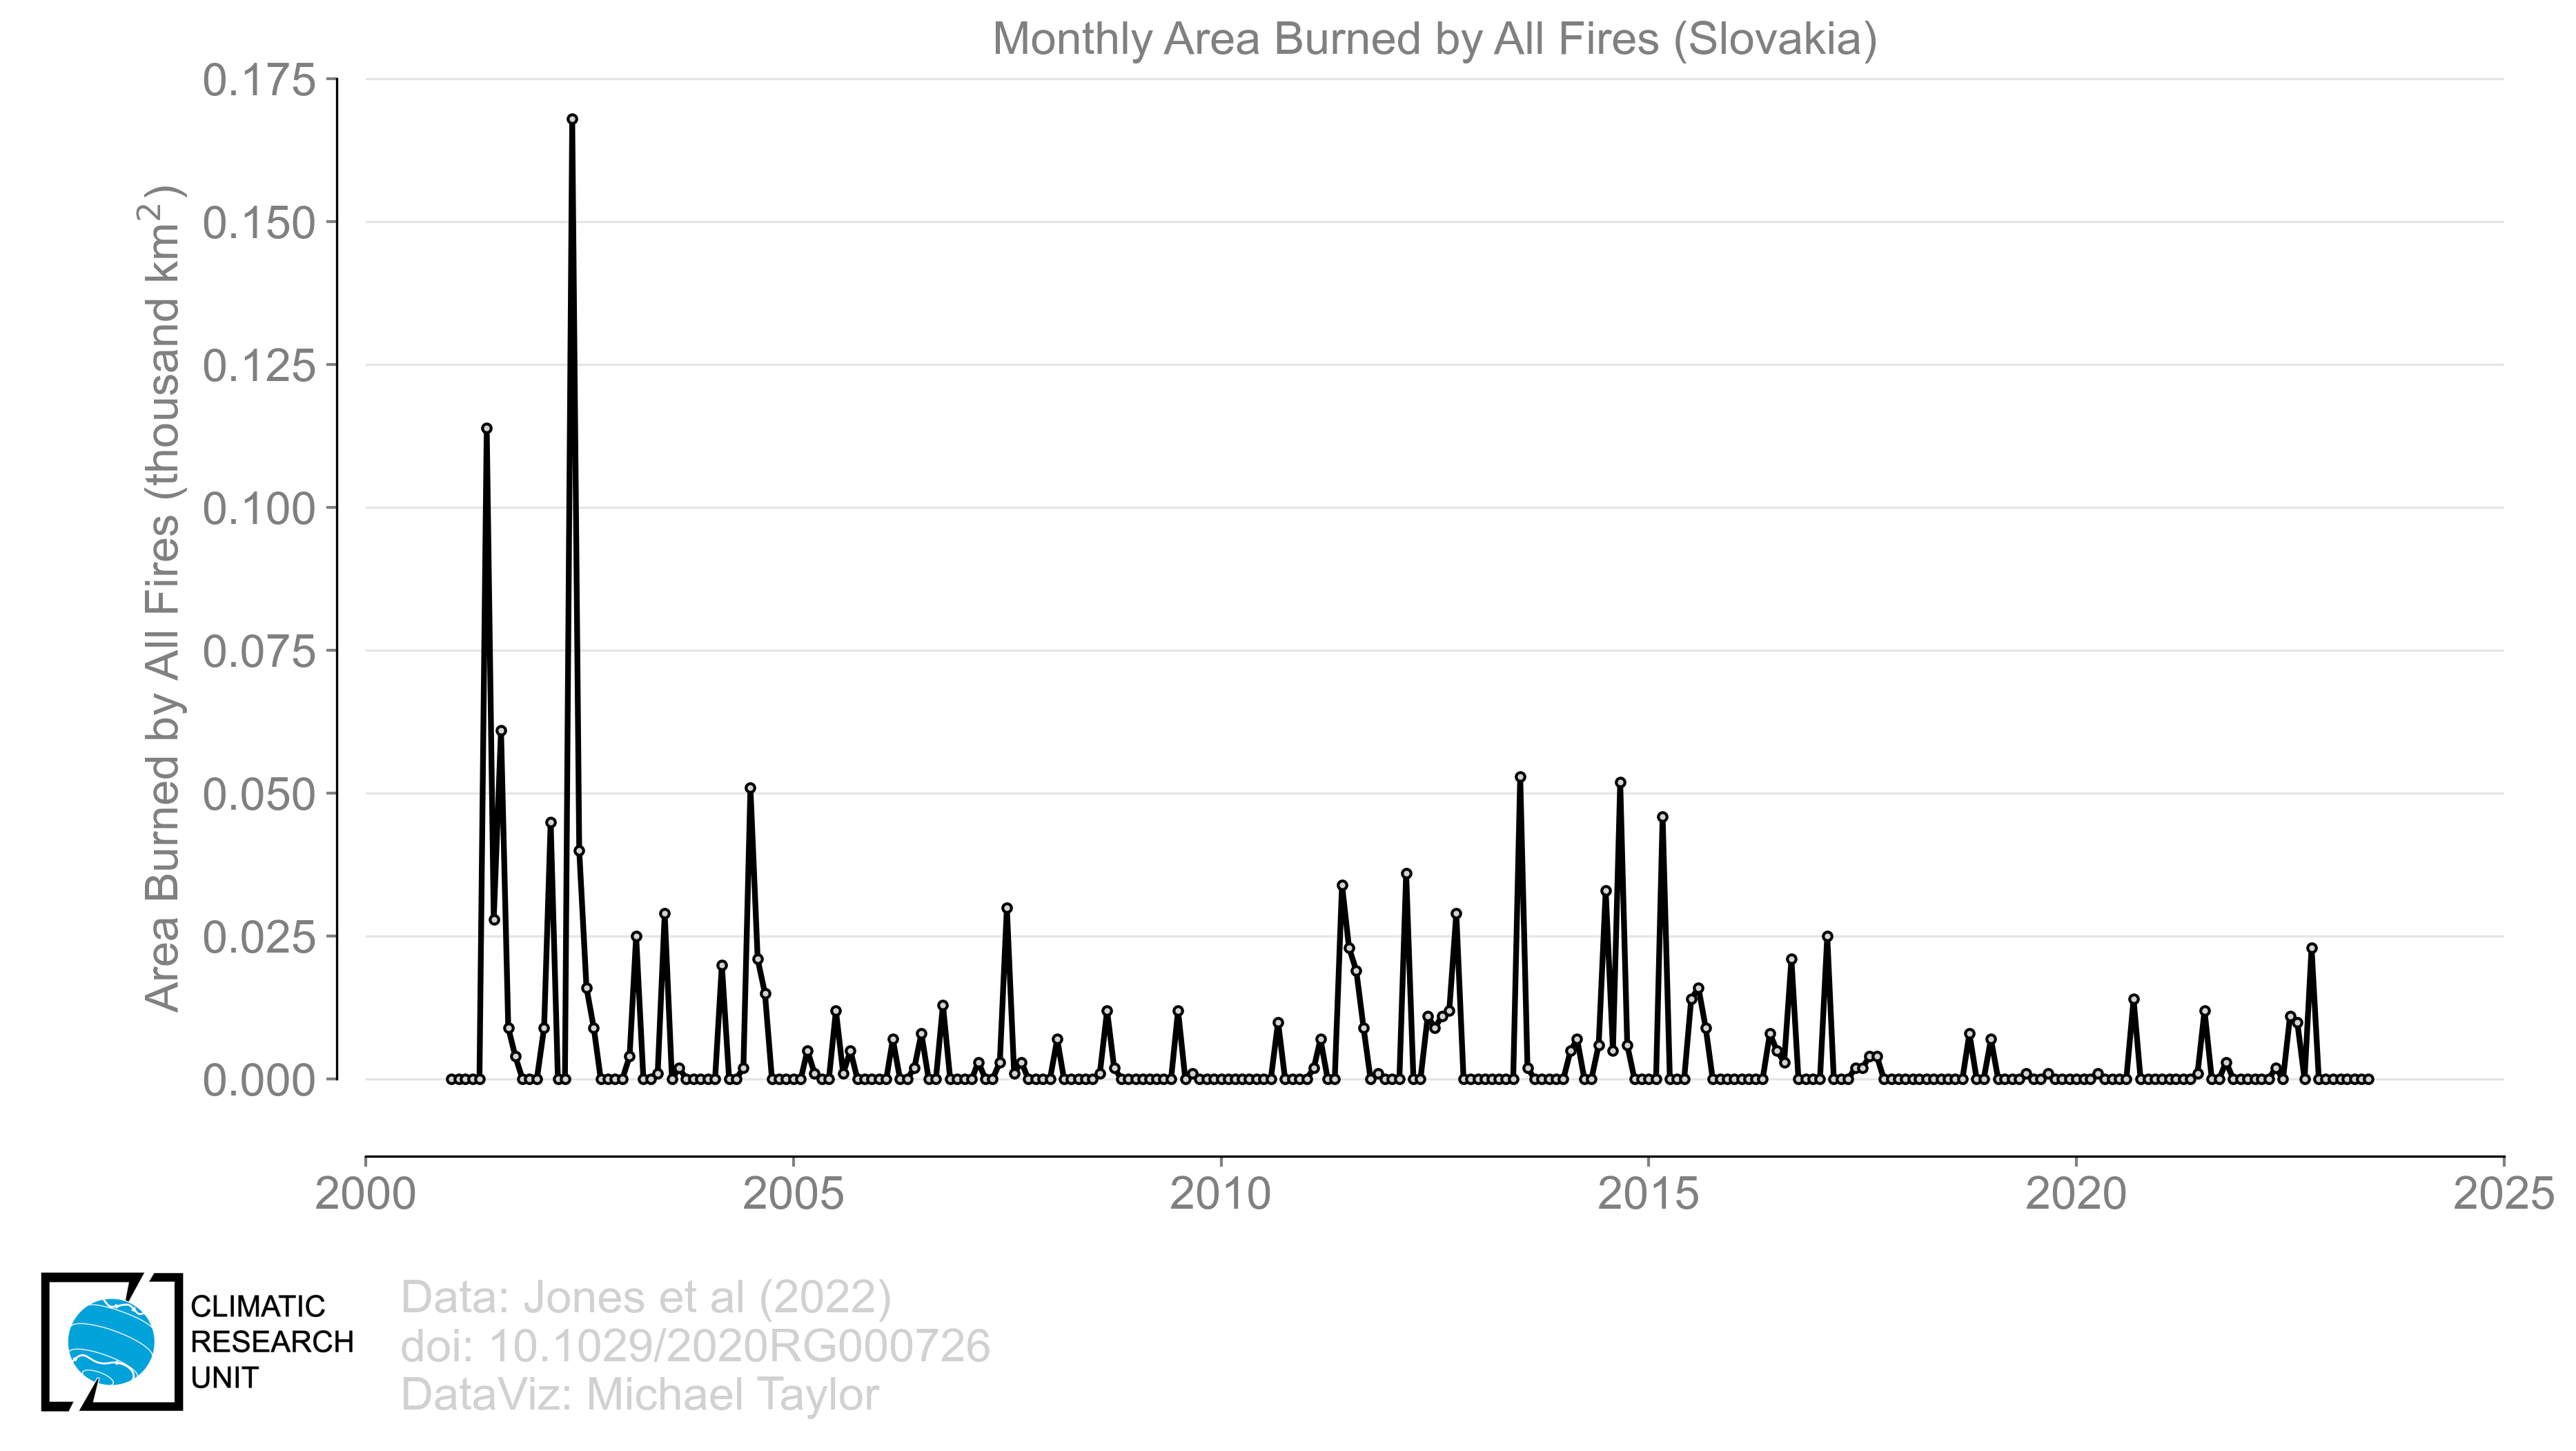 Monthly Area Burned by All Fires (Slovakia)
Area Burned by All Fires (thousand km²)
0.175
0.150
0.125
0.100
0.075
0.050
0.025
0.000
2000 2005 2010 2015 2020 2025
CLIMATIC
RESEARCH
UNIT
Data: Jones et al (2022)
doi: 10.1029/2020RG000726
DataViz: Michael Taylor